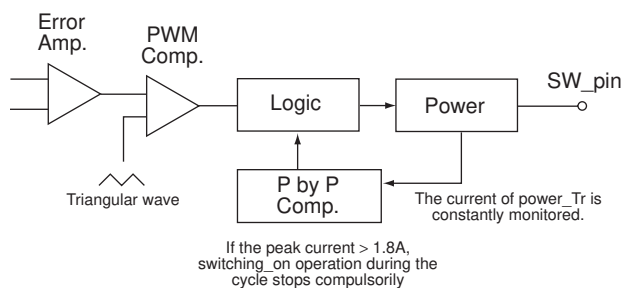 Error
Amp.
PWM
Comp.
Logic
Power
SW_pin
Triangular wave
P by P
Comp.
The current of power_Tr is
constantly monitored.
If the peak current > 1.8A,
switching_on operation during the
cycle stops compulsorily